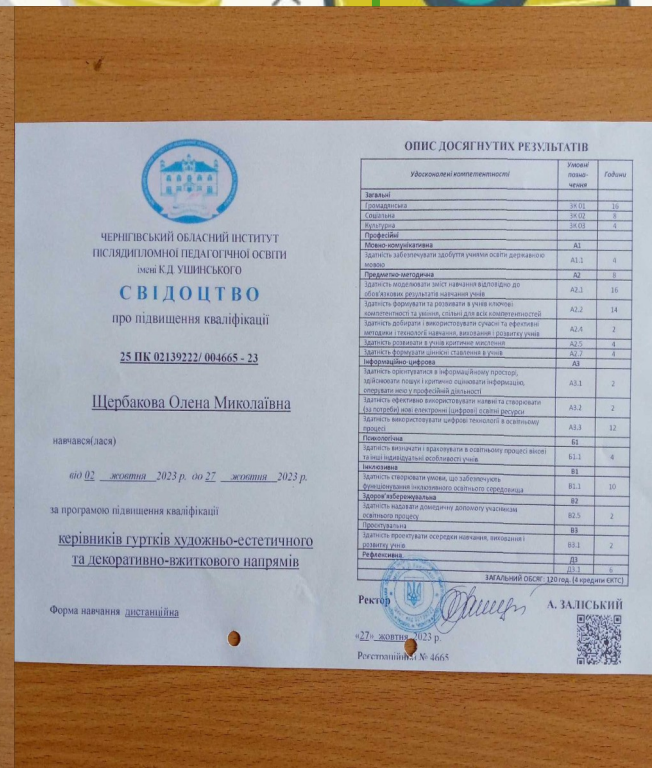 ЧЕРНІГІВСЬКИЙ ОБЛАСНИЙ ІНСТИТУТ
ПІСЛЯДИПЛОМНОЇ ПЕДАГОГІЧНОЇ ОСВІТИ
імені К.Д. УШИНСЬКОГО
СВІДОЦТВО
про підвищення кваліфікації
25 ПК 02139222/ 004665 - 23
Щербакова Олена Миколаївна
навчався(лася)
від 02 жовтня 2023 р. до 27 жовтня 2023 р.
за програмою підвищення кваліфікації
керівників гуртків художньо-естетичного
та декоративно-вжиткового напрямів
Форма навчання дистанційна
ОПИС ДОСЯГНУТИХ РЕЗУЛЬТАТІВ
Удосконалені компетентності Умовні позна-чення Години
Загальні
Громадянська ЗК 01 16
Соціальна ЗК 02 8
Культурна ЗК 03 4
Професійні
Мовно-комунікативна А1
Здатність забезпечувати здобуття учнями освіти державною
мовою А1.1 4
Предметно-методична А2 8
Здатність моделювати зміст навчання відповідно до
обов'язкових результатів навчання учнів А2.1 16
Здатність формувати та розвивати в учнів ключові
компетентності та уміння, спільні для всіх компетентностей А2.2 14
Здатність добирати і використовувати сучасні та ефективні
методики і технології навчання, виховання і розвитку учнів А2.4 2
Здатність розвивати в учнів критичне мислення А2.5 4
Здатність формувати ціннісні ставлення в учнів А2.7 4
Інформаційно-цифрова А3
Здатність орієнтуватися в інформаційному просторі,
здійснювати пошук і критично оцінювати інформацію,
оперувати нею у професійній діяльності А3.1 4
Здатність ефективно використовувати наявні та створювати
(за потреби) нові електронні (цифрові) освітні ресурси А3.2 2
Здатність використовувати цифрові технології в освітньому
процесі А3.3 12
Психологічна Б1
Здатність визначати і враховувати в освітньому процесі вікові
та інші індивідуальні особливості учнів Б1.1 4
Інклюзивна В1
Здатність створювати умови, що забезпечують
функціонування інклюзивного освітнього середовища В1.1 10
Здоров'язбережувальна В2
Здатність надавати домедичну допомогу учасникам
освітнього процесу В2.5 2
Проєктувальна В3
Здатність проектувати осередки навчання, виховання і
розвитку учнів В3.1 2
Рефлексивна Д3
Д3.1 6
ЗАГАЛЬНИЙ ОБСЯГ: 120 год. (4 кредити ЄКТС)
Ректор А. ЗАЛІСЬКИЙ
«27» жовтня 2023 р.
Реєстраційний № 4665